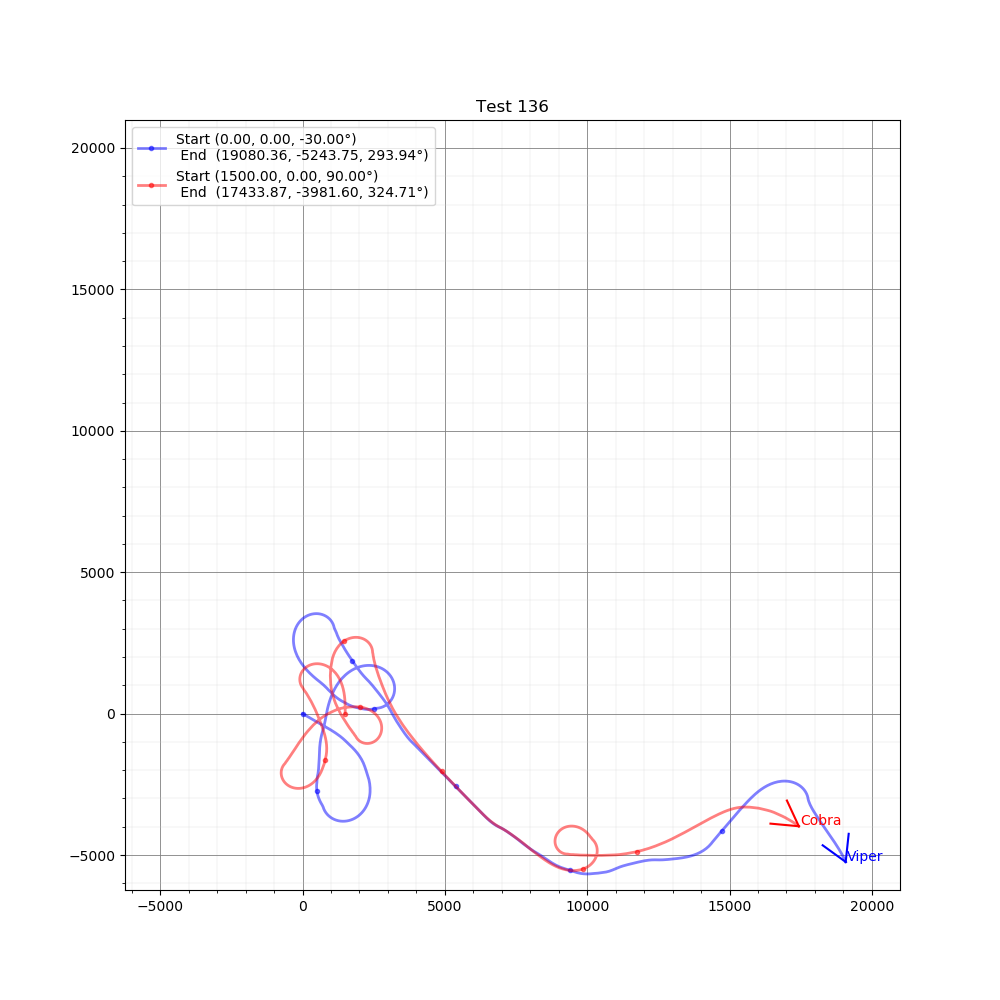 Test 136
Start (0.00, 0.00, -30.00°)
End (19080.36, -5243.75, 293.94°)
Start (1500.00, 0.00, 90.00°)
End (17433.87, -3981.60, 324.71°)
20000
15000
10000
5000
0
−5000
Cobra
Viper
−5000
0
5000
10000
15000
20000